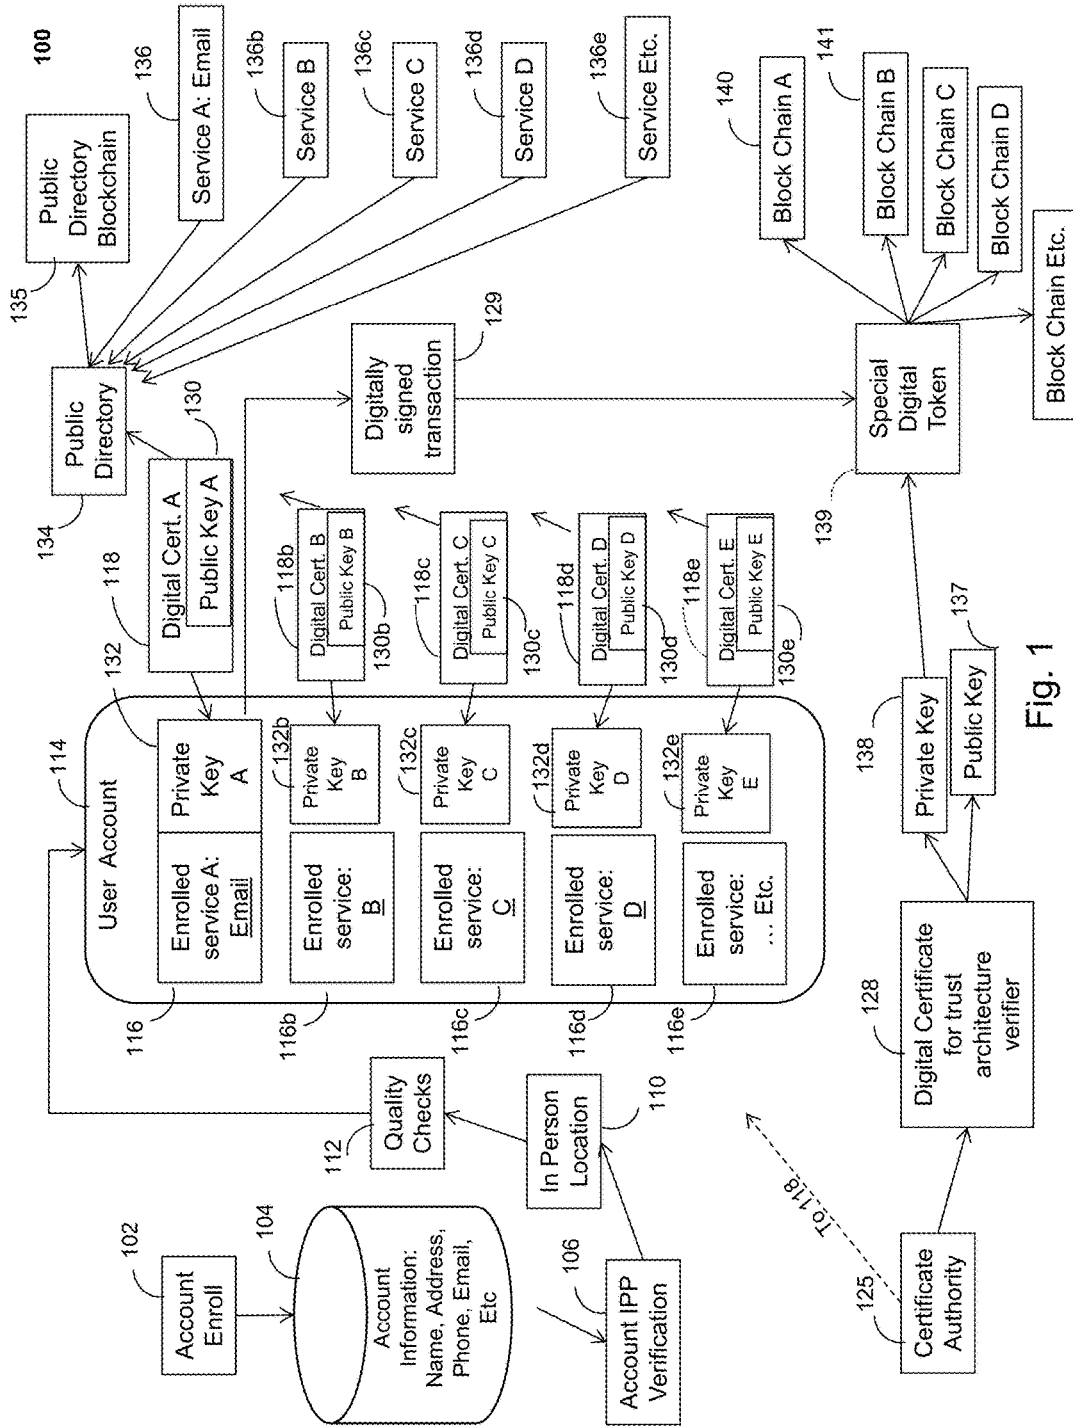 100
102
Account
Enroll
104
Account
Information:
Name, Address,
Phone, Email,
Etc
106
Account IPP
Verification
110
In Person
Location
112
Quality
Checks
114
User Account
116
Enrolled
service A:
Email
132
Private
Key
A
116b
Enrolled
service:
B
132b
Private
Key
B
116c
Enrolled
service:
C
132c
Private
Key
C
116d
Enrolled
service:
D
132d
Private
Key
D
116e
Enrolled
service:
... Etc.
132e
Private
Key
E
118
Digital Cert. A
Public Key A
130
118b
Digital Cert. B
Public Key B
130b
118c
Digital Cert. C
Public Key C
130c
118d
Digital Cert. D
Public Key D
130d
118e
Digital Cert. E
Public Key E
130e
134
Public
Directory
135
Public
Directory
Blockchain
136
Service A: Email
136b
Service B
136c
Service C
136d
Service D
136e
Service Etc.
129
Digitally
signed
transaction
139
Special
Digital
Token
140
Block Chain A
141
Block Chain B
Block Chain C
Block Chain D
Block Chain Etc.
125
Certificate
Authority
To 118
128
Digital Certificate
for trust
architecture
verifier
138
Private Key
137
Public Key
Fig. 1